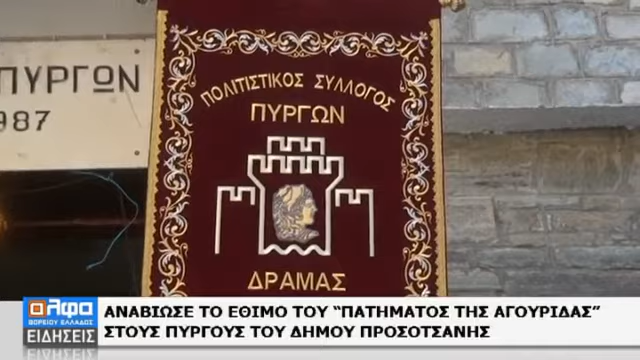 ΠΥΡΓΩΝ
1987
ΠΟΛΙΤΙΣΤΙΚΟΣ ΣΥΛΛΟΓΟΣ
ΠΥΡΓΩΝ
ΔΡΑΜΑΣ
αλφα
ΒΟΡΕΙΟΥ ΕΛΛΑΔΟΣ
ΕΙΔΗΣΕΙΣ
ΑΝΑΒΙΩΣΕ ΤΟ ΕΘΙΜΟ ΤΟΥ “ΠΑΤΗΜΑΤΟΣ ΤΗΣ ΑΓΟΥΡΙΔΑΣ”
ΣΤΟΥΣ ΠΥΡΓΟΥΣ ΤΟΥ ΔΗΜΟΥ ΠΡΟΣΟΤΣΑΝΗΣ